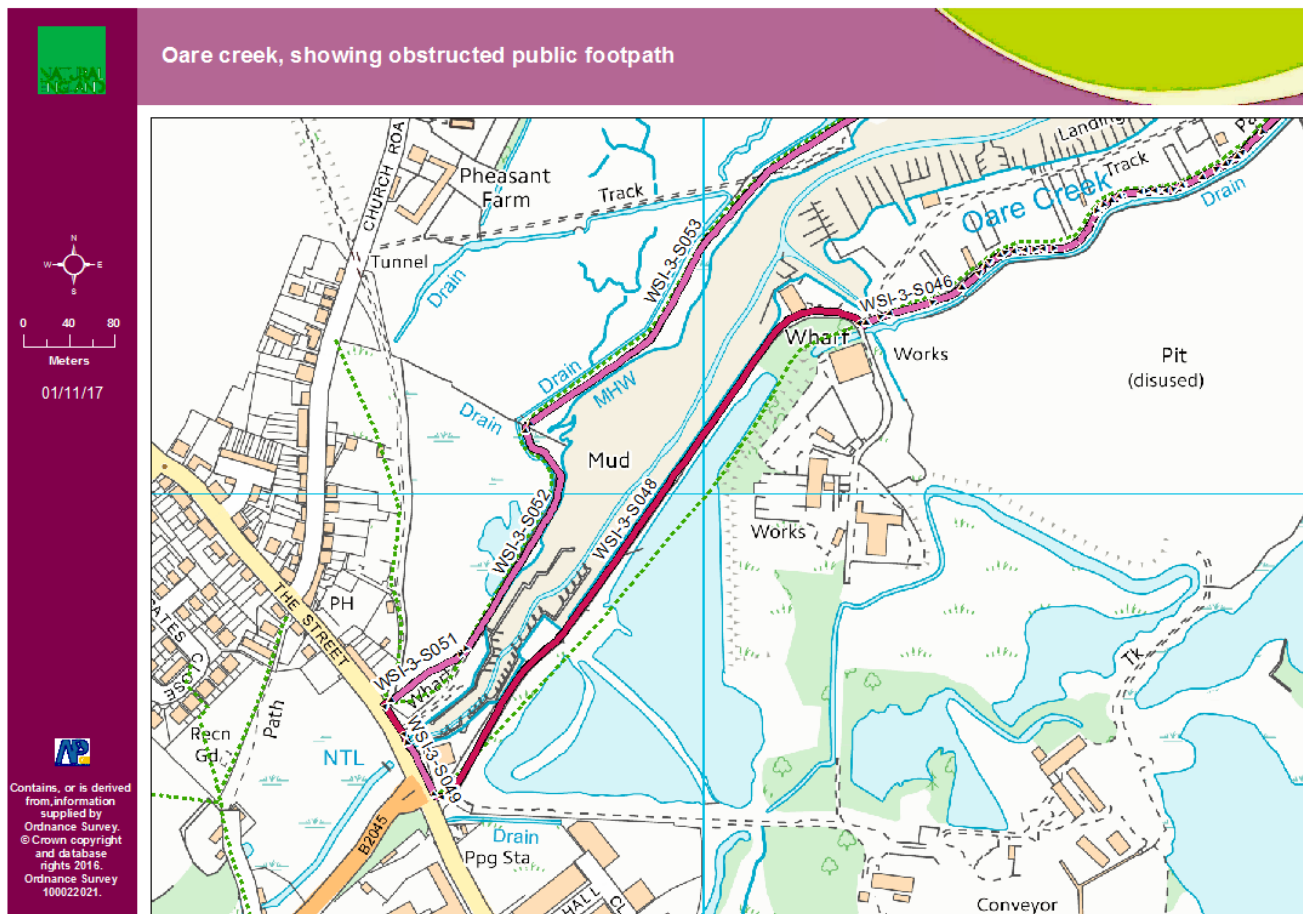 NATURAL
ENGLAND
Oare creek, showing obstructed public footpath
N
W E
S
0 40 80
Meters
01/11/17
Contains, or is derived
from,information
supplied by
Ordnance Survey.
© Crown copyright
and database
rights 2016.
Ordnance Survey
100022021.
CHURCH ROA
Pheasant
Farm
Track
Tunnel
Drain
WSI-3-S053
Landing
Track
Pa
Oare Creek
Drain
WSI-3-S046
Wharf
Works
Pit
(disused)
Drain
MHW
Drain
Mud
WSI-3-S052
WSI-3-S048
Works
THE STREET
PH
ATES
CLOSE
WSI-3-S051
Wharf
WSI-3-S049
Path
Recn
Gd
NTL
B2045
Drain
Ppg Sta
HALL CL
Tk
Conveyor